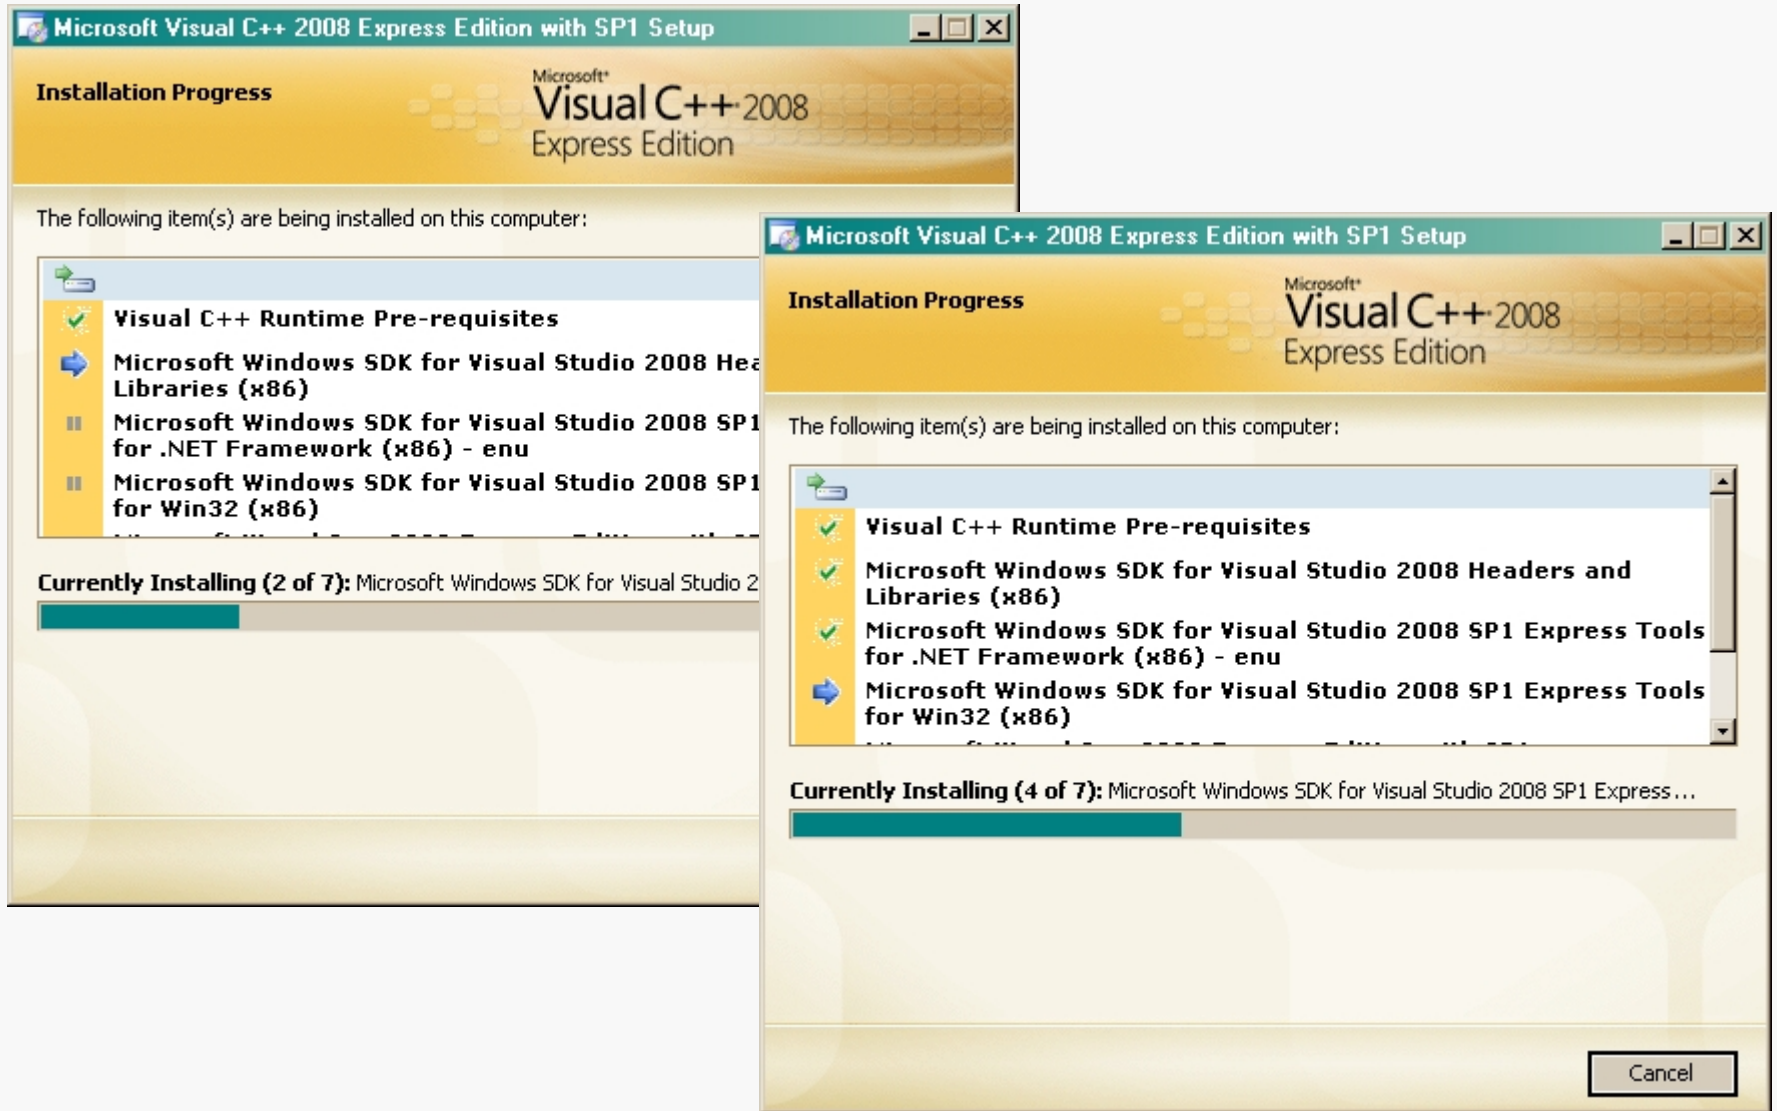 Microsoft Visual C++ 2008 Express Edition with SP1 Setup
Installation Progress
Microsoft®
Visual C++ 2008
Express Edition
The following item(s) are being installed on this computer:
Visual C++ Runtime Pre-requisites
Microsoft Windows SDK for Visual Studio 2008
Libraries (x86)
Microsoft Windows SDK for Visual Studio 2008 SP1
for .NET Framework (x86) - enu
Microsoft Windows SDK for Visual Studio 2008 SP1
for Win32 (x86)
Currently Installing (2 of 7): Microsoft Windows SDK for Visual Studio 2
Microsoft Visual C++ 2008 Express Edition with SP1 Setup
Installation Progress
Microsoft®
Visual C++ 2008
Express Edition
The following item(s) are being installed on this computer:
Visual C++ Runtime Pre-requisites
Microsoft Windows SDK for Visual Studio 2008 Headers and
Libraries (x86)
Microsoft Windows SDK for Visual Studio 2008 SP1 Express Tools
for .NET Framework (x86) - enu
Microsoft Windows SDK for Visual Studio 2008 SP1 Express Tools
for Win32 (x86)
Currently Installing (4 of 7): Microsoft Windows SDK for Visual Studio 2008 SP1 Express...
Cancel